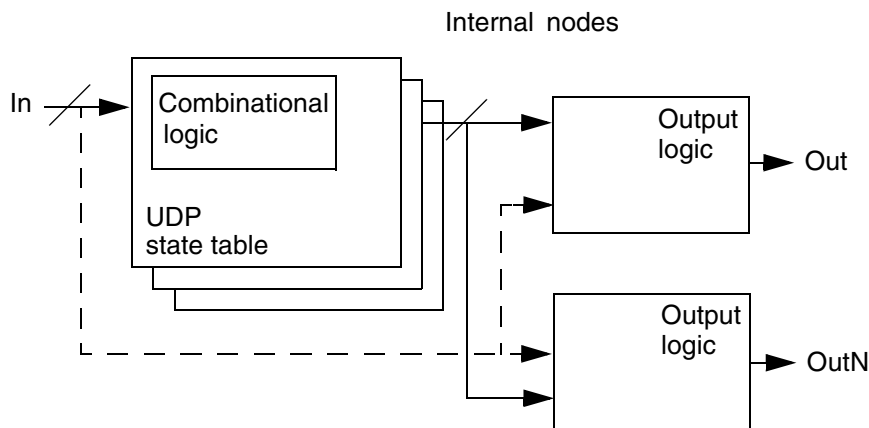 Internal nodes
In
Combinational
logic
UDP
state table
Output
logic
Out
Output
logic
OutN